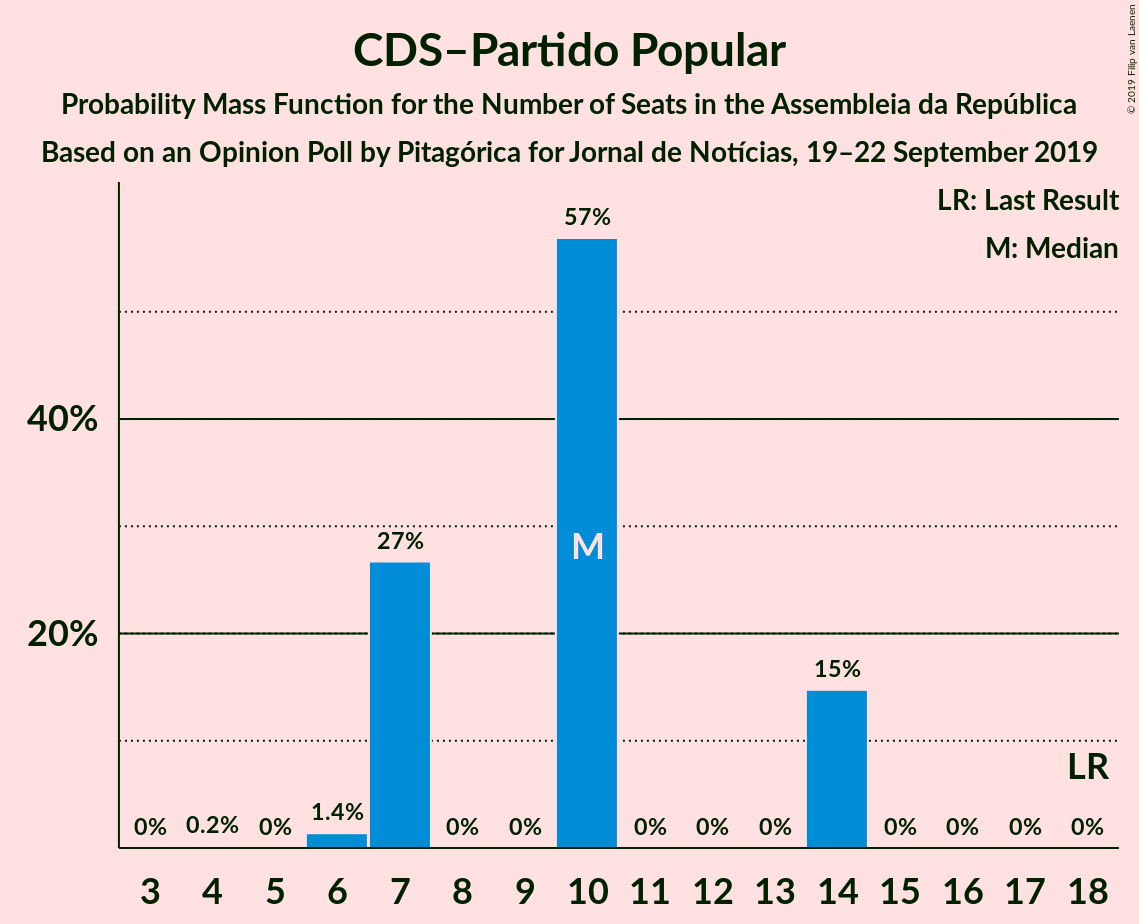 CDS–Partido Popular
Probability Mass Function for the Number of Seats in the Assembleia da República
Based on an Opinion Poll by Pitagórica for Jornal de Notícias, 19–22 September 2019
© 2019 Filip van Laenen
LR: Last Result
M: Median
57%
40%
27%
M
20%
15%
LR
0% 0.2% 0% 1.4% 0% 0% 0% 0% 0% 0% 0% 0% 0%
3 4 5 6 7 8 9 10 11 12 13 14 15 16 17 18